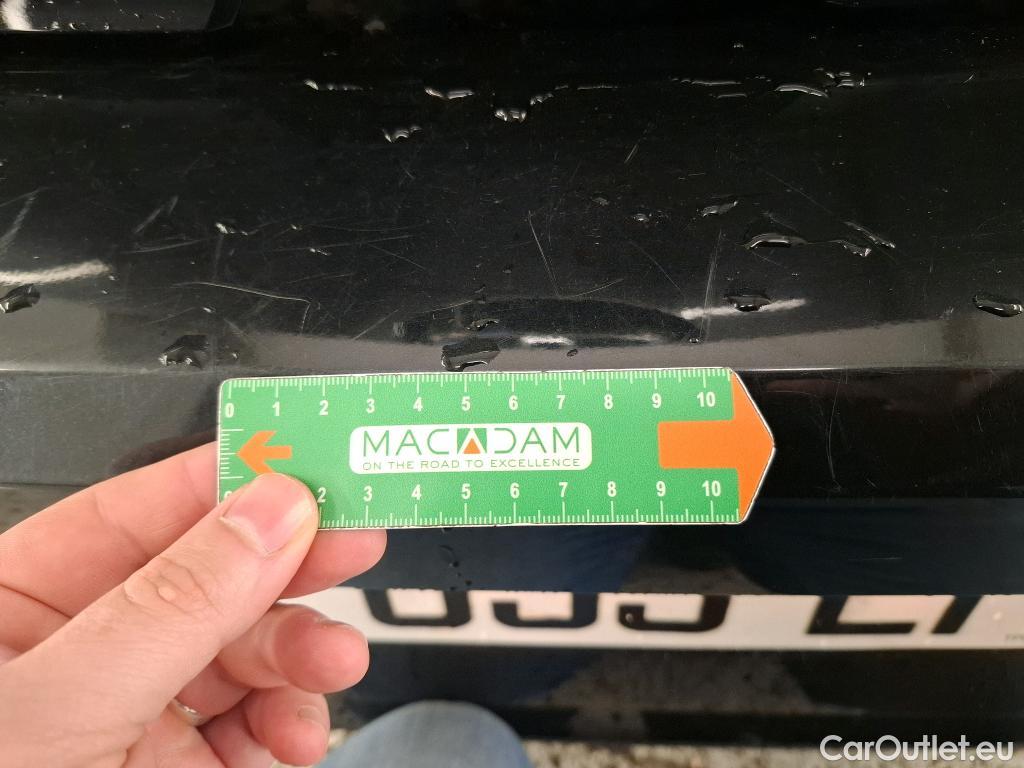 0 1 2 3 4 5 6 7 8 9 10
MACADAM
ON THE ROAD TO EXCELLENCE
2 3 4 5 6 7 8 9 10
CarOutlet.eu